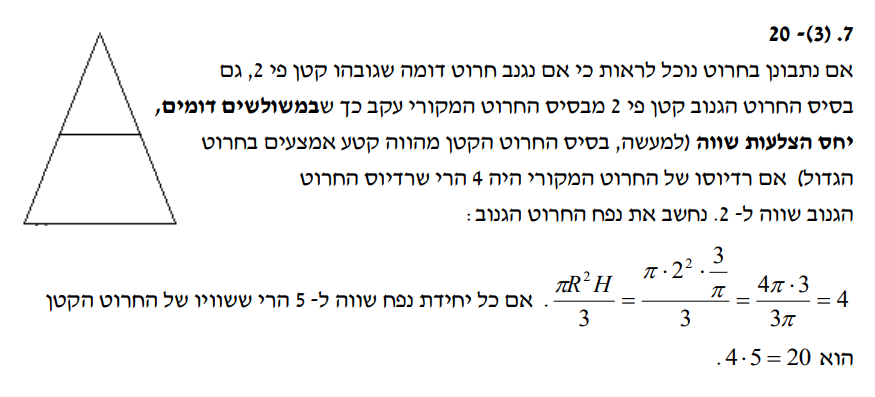 7. (3)- 20
אם נתבונן בחרוט נוכל לראות כי אם נגנב חרוט דומה שגובהו קטן פי 2, גם
בסיס החרוט הגנוב קטן פי 2 מבסיס החרוט המקורי עקב כך שבמשולשים דומים,
יחס הצלעות שווה (למעשה, בסיס החרוט הקטן מהווה קטע אמצעים בחרוט
הגדול) אם רדיוסו של החרוט המקורי היה 4 הרי שרדיוס החרוט
הגנוב שווה ל- 2. נחשב את נפח החרוט הגנוב:
\frac{\pi R^2 H}{3} = \frac{\pi \cdot 2^2 \cdot \frac{3}{\pi}}{3} = \frac{4\pi \cdot 3}{3\pi} = 4 . אם כל יחידת נפח שווה ל- 5 הרי ששוויו של החרוט הקטן
הוא 4 · 5 = 20.